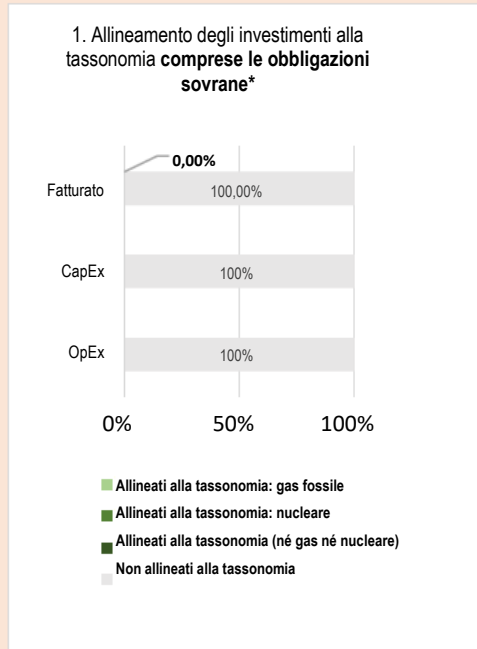 1. Allineamento degli investimenti alla
tassonomia comprese le obbligazioni
sovrane*
0,00%
Fatturato
100,00%
CapEx
100%
OpEx
100%
0%
50%
100%
Allineati alla tassonomia: gas fossile
Allineati alla tassonomia: nucleare
Allineati alla tassonomia (né gas né nucleare)
Non allineati alla tassonomia